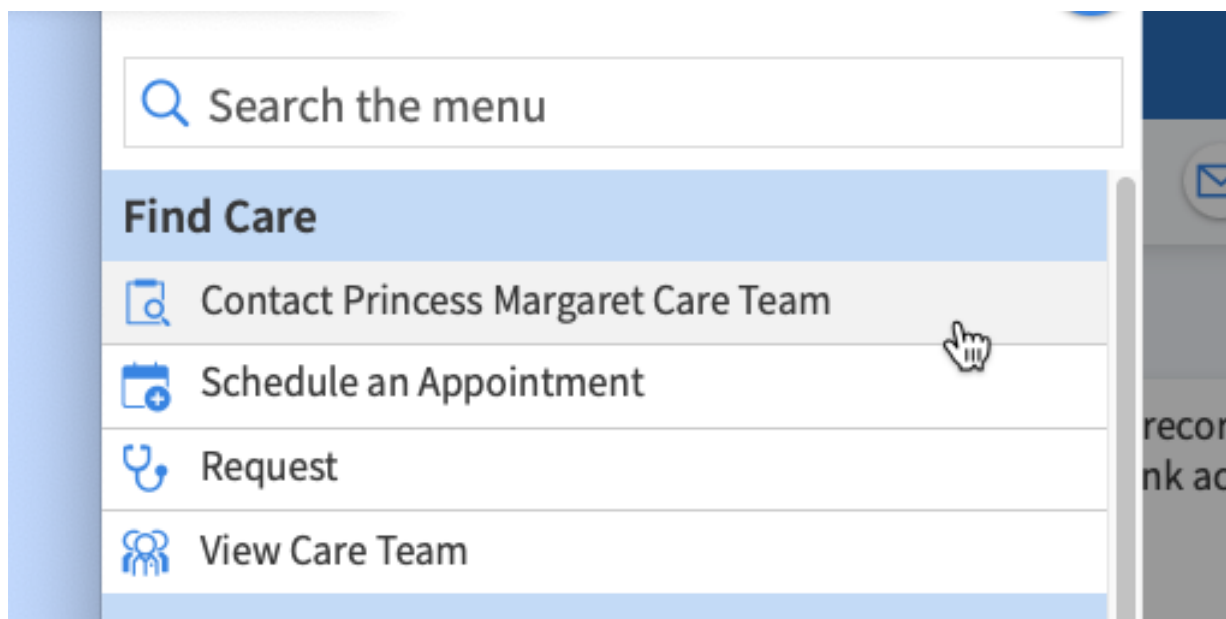 Search the menu
Find Care
Contact Princess Margaret Care Team
Schedule an Appointment
Request
View Care Team